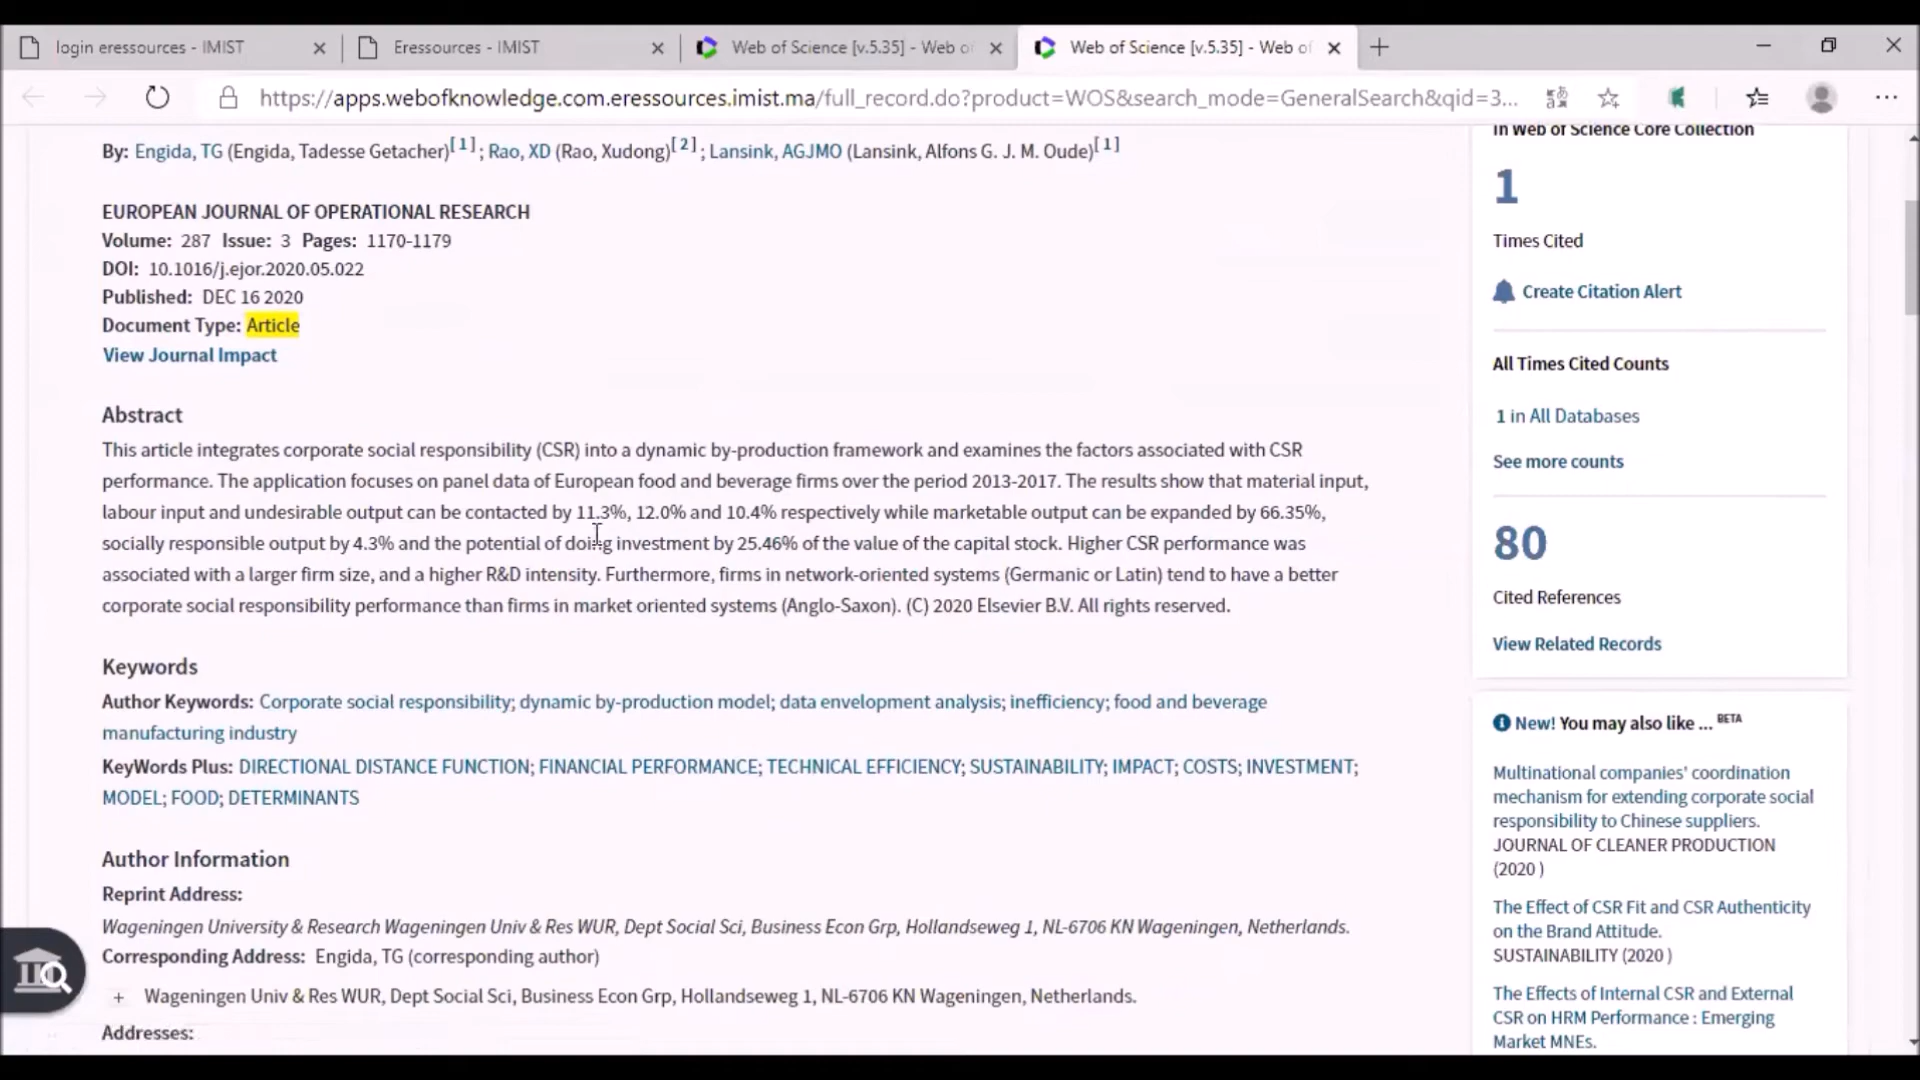 login eressources - IMIST
Eressources - IMIST
Web of Science [v.5.35] - Web of
Web of Science [v.5.35] - Web of
https://apps.webofknowledge.com.eressources.imist.ma/full_record.do?product=WOS&search_mode=GeneralSearch&qid=3...
By: Engida, TG (Engida, Tadesse Getacher)[ 1 ] ; Rao, XD (Rao, Xudong)[ 2 ] ; Lansink, AGJMO (Lansink, Alfons G. J. M. Oude)[ 1 ]
EUROPEAN JOURNAL OF OPERATIONAL RESEARCH
Volume: 287 Issue: 3 Pages: 1170-1179
DOI: 10.1016/j.ejor.2020.05.022
Published: DEC 16 2020
Document Type: Article
View Journal Impact
Abstract
This article integrates corporate social responsibility (CSR) into a dynamic by-production framework and examines the factors associated with CSR
performance. The application focuses on panel data of European food and beverage firms over the period 2013-2017. The results show that material input,
labour input and undesirable output can be contacted by 11.3%, 12.0% and 10.4% respectively while marketable output can be expanded by 66.35%,
socially responsible output by 4.3% and the potential of doing investment by 25.46% of the value of the capital stock. Higher CSR performance was
associated with a larger firm size, and a higher R&D intensity. Furthermore, firms in network-oriented systems (Germanic or Latin) tend to have a better
corporate social responsibility performance than firms in market oriented systems (Anglo-Saxon). (C) 2020 Elsevier B.V. All rights reserved.
Keywords
Author Keywords: Corporate social responsibility; dynamic by-production model; data envelopment analysis; inefficiency; food and beverage
manufacturing industry
KeyWords Plus: DIRECTIONAL DISTANCE FUNCTION; FINANCIAL PERFORMANCE; TECHNICAL EFFICIENCY; SUSTAINABILITY; IMPACT; COSTS; INVESTMENT;
MODEL; FOOD; DETERMINANTS
Author Information
Reprint Address:
Wageningen University & Research Wageningen Univ & Res WUR, Dept Social Sci, Business Econ Grp, Hollandseweg 1, NL-6706 KN Wageningen, Netherlands.
Corresponding Address: Engida, TG (corresponding author)
+ Wageningen Univ & Res WUR, Dept Social Sci, Business Econ Grp, Hollandseweg 1, NL-6706 KN Wageningen, Netherlands.
Addresses:
In Web of Science Core Collection
1
Times Cited
Create Citation Alert
All Times Cited Counts
1 in All Databases
See more counts
80
Cited References
View Related Records
New! You may also like ... BETA
Multinational companies' coordination
mechanism for extending corporate social
responsibility to Chinese suppliers.
JOURNAL OF CLEANER PRODUCTION
(2020 )
The Effect of CSR Fit and CSR Authenticity
on the Brand Attitude.
SUSTAINABILITY (2020 )
The Effects of Internal CSR and External
CSR on HRM Performance : Emerging
Market MNEs.